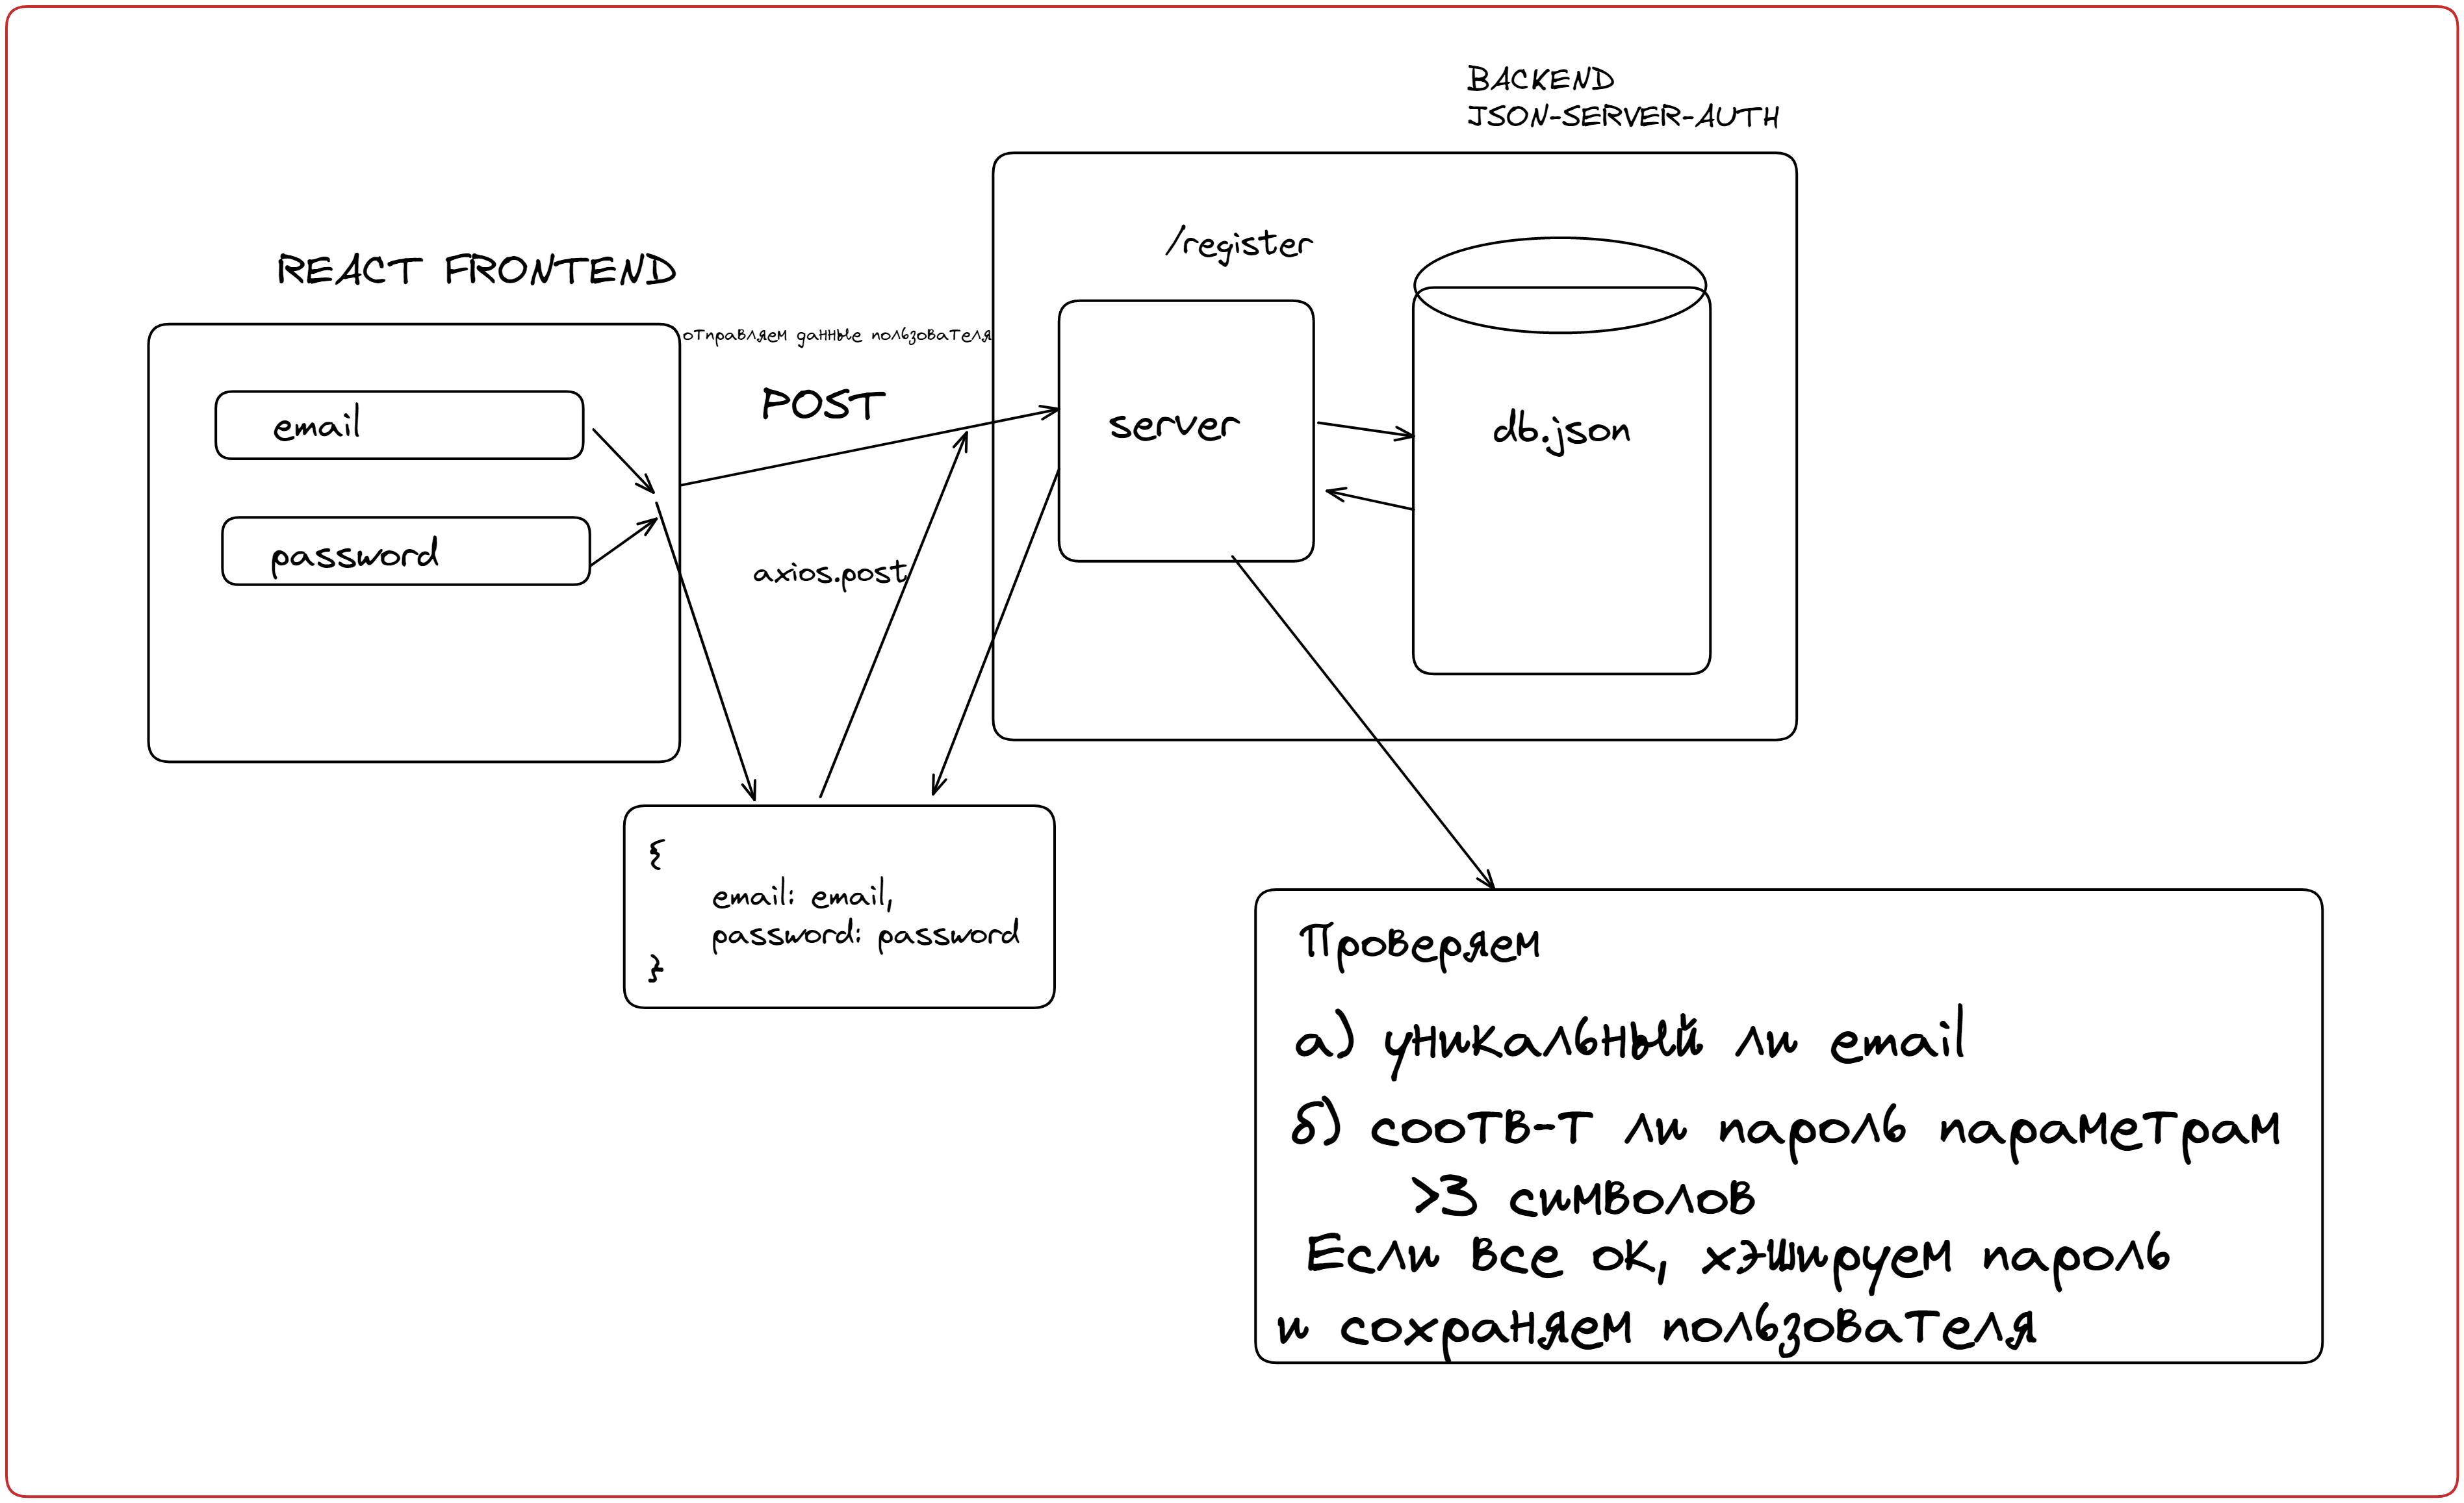 BACKEND
JSON-SERVER-AUTH
/register
REACT FRONTEND
отправляем данные пользователя
POST
email
server
db.json
password
axios.post
{
email: email,
password: password
}
Проверяем
а) уникальный ли email
б) соотв-т ли пароль параметрам
>3 символов
Если все ок, хэшируем пароль
и сохраняем пользователя